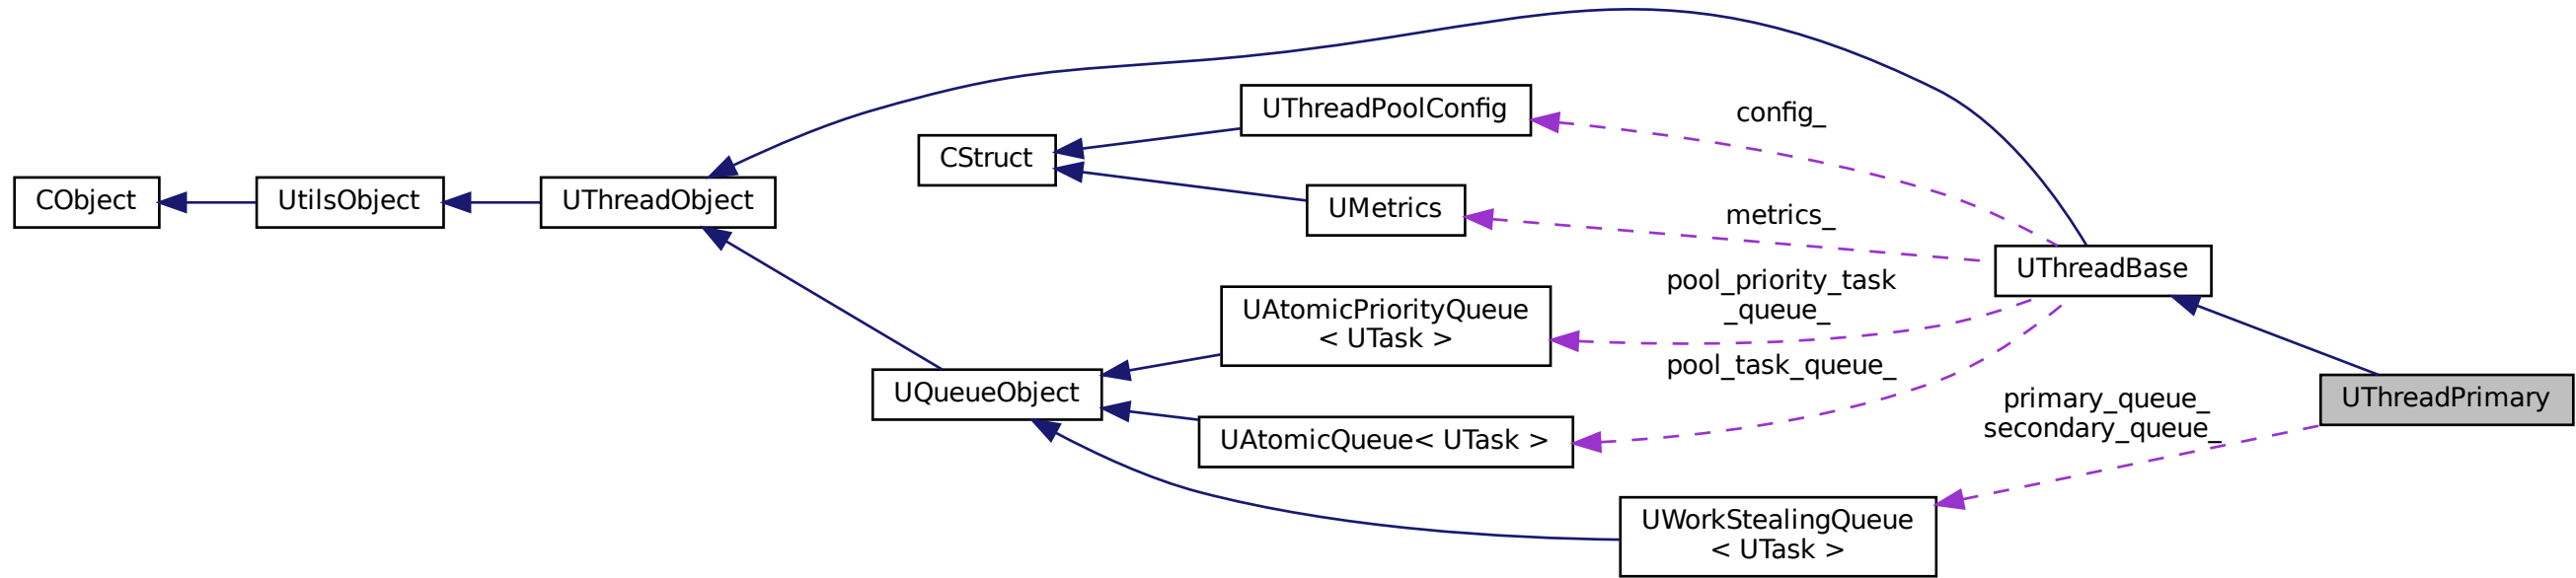 CObject
UtilsObject
UThreadObject
CStruct
UThreadPoolConfig
UMetrics
config_
metrics_
UThreadBase
pool_priority_task
_queue_
UAtomicPriorityQueue
< UTask >
pool_task_queue_
UQueueObject
UAtomicQueue< UTask >
primary_queue_
secondary_queue_
UThreadPrimary
UWorkStealingQueue
< UTask >